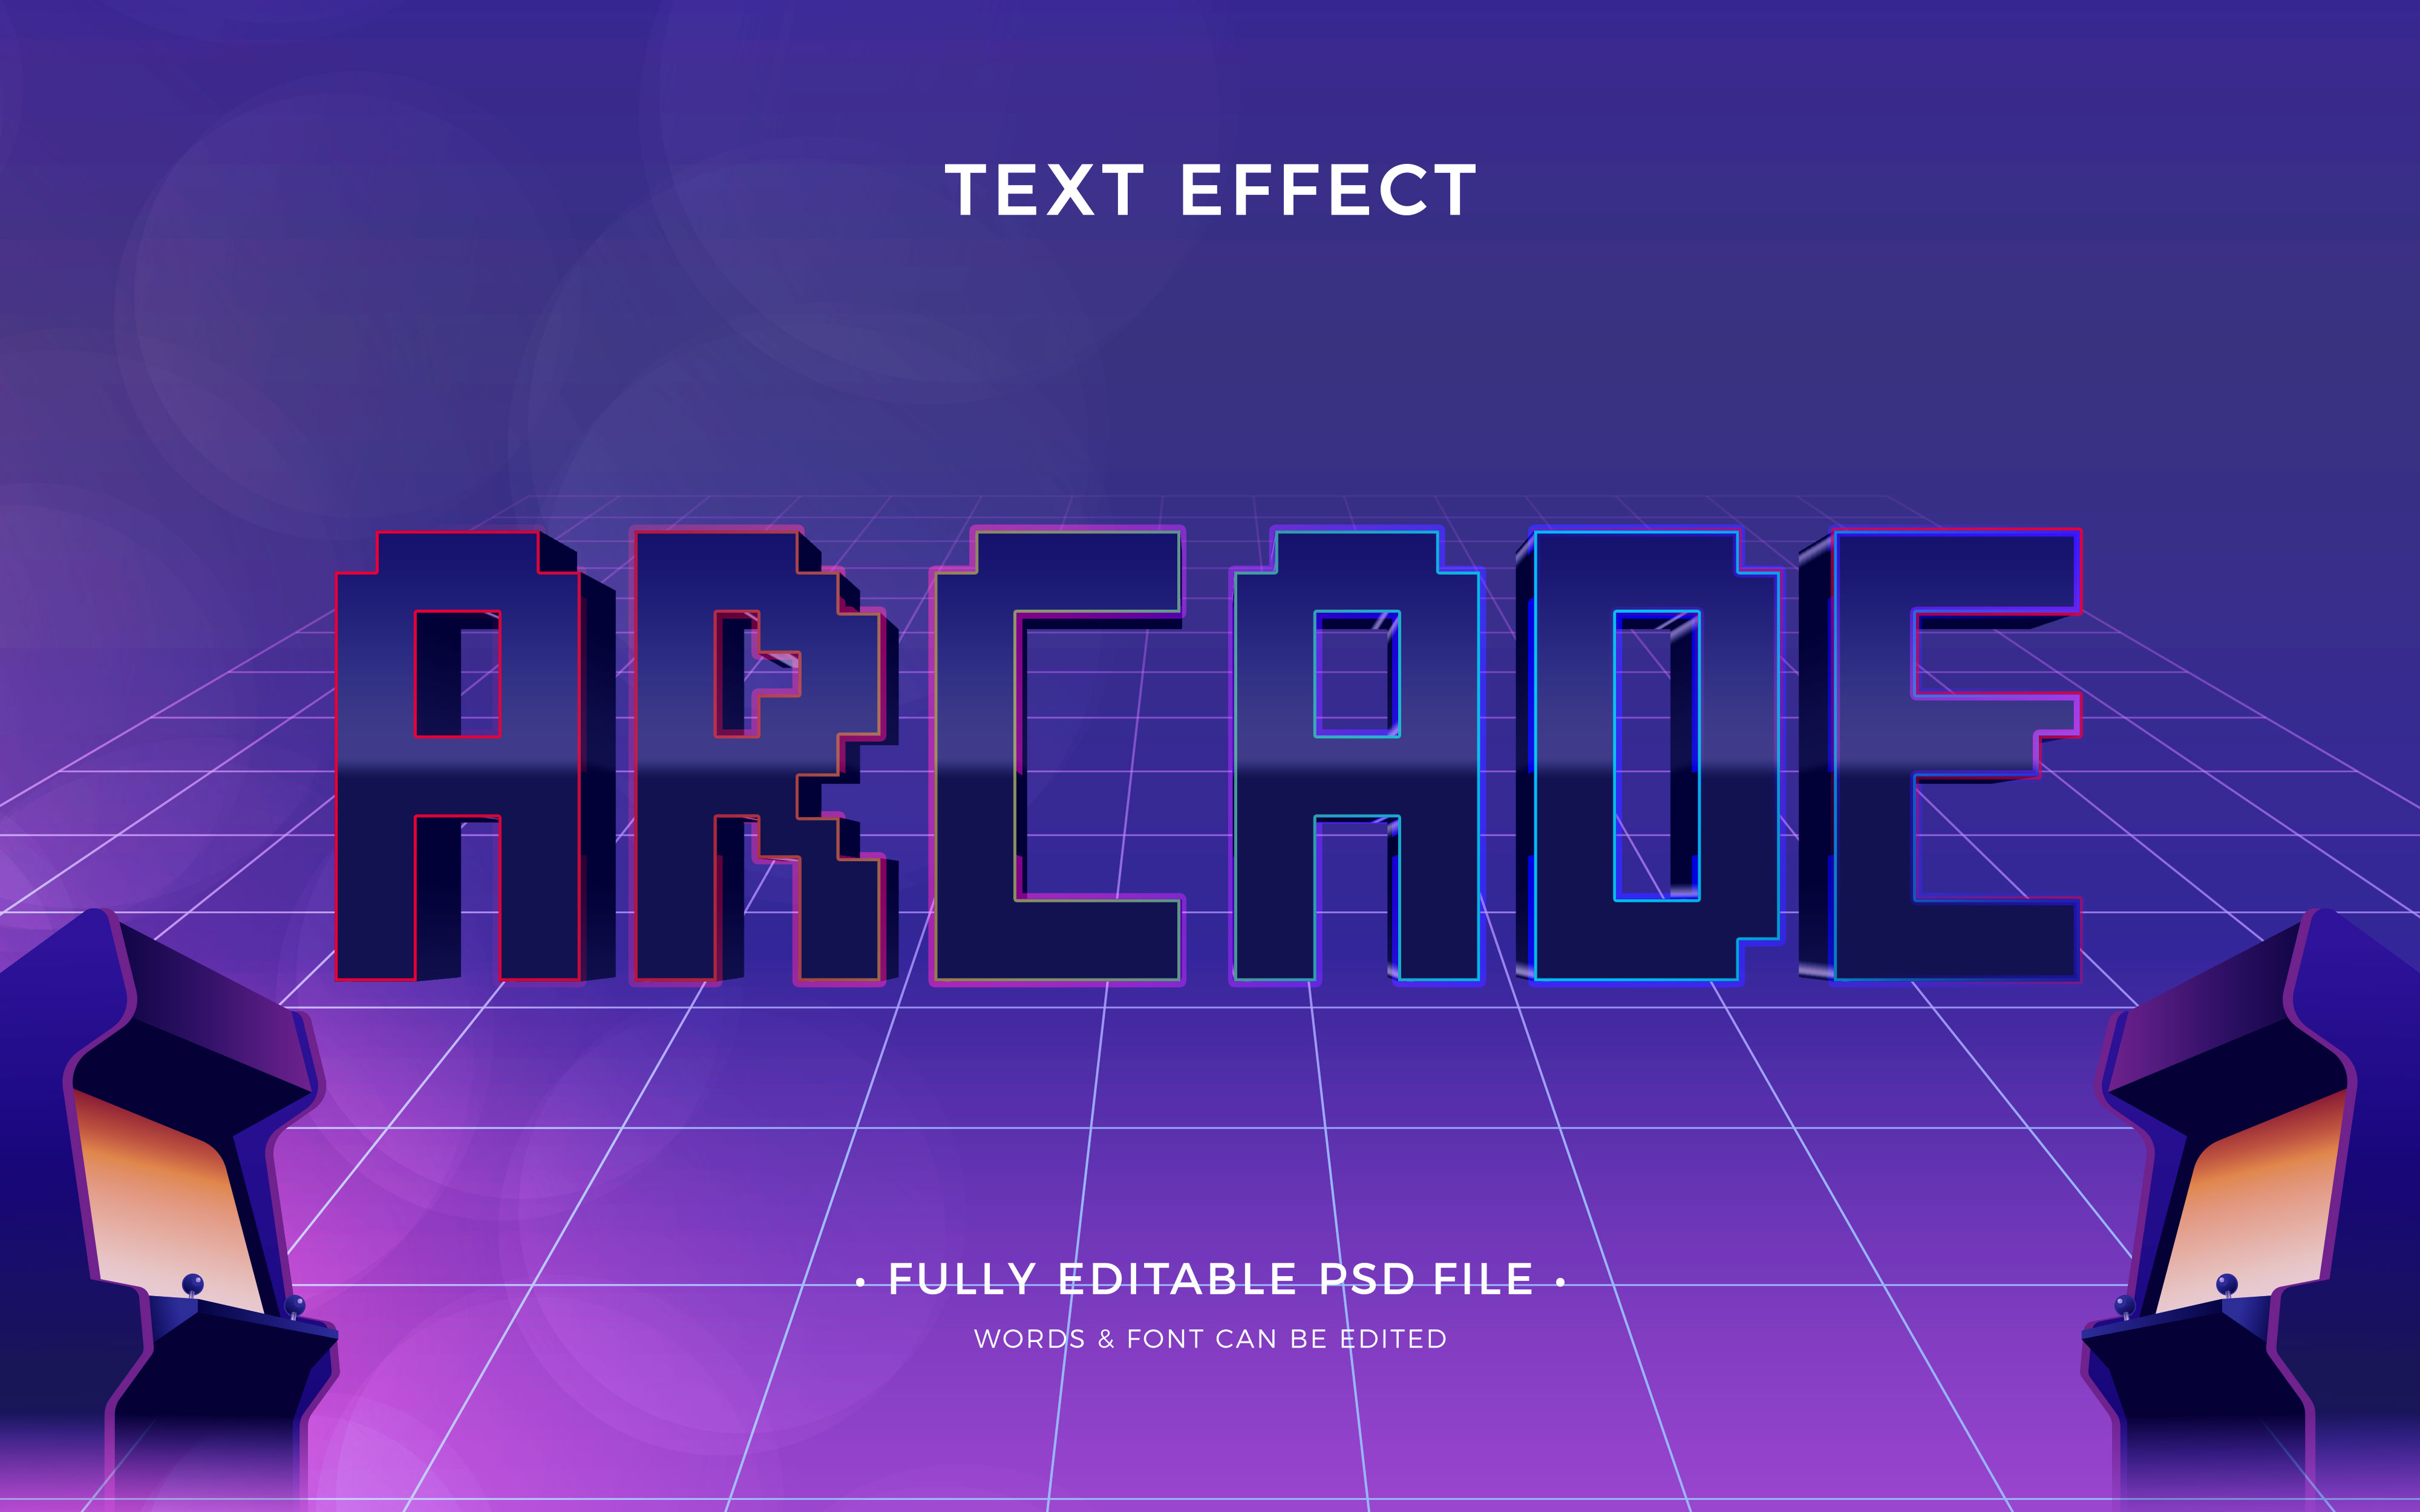 TEXT EFFECT
ARCADE
• FULLY EDITABLE PSD FILE •
WORDS & FONT CAN BE EDITED